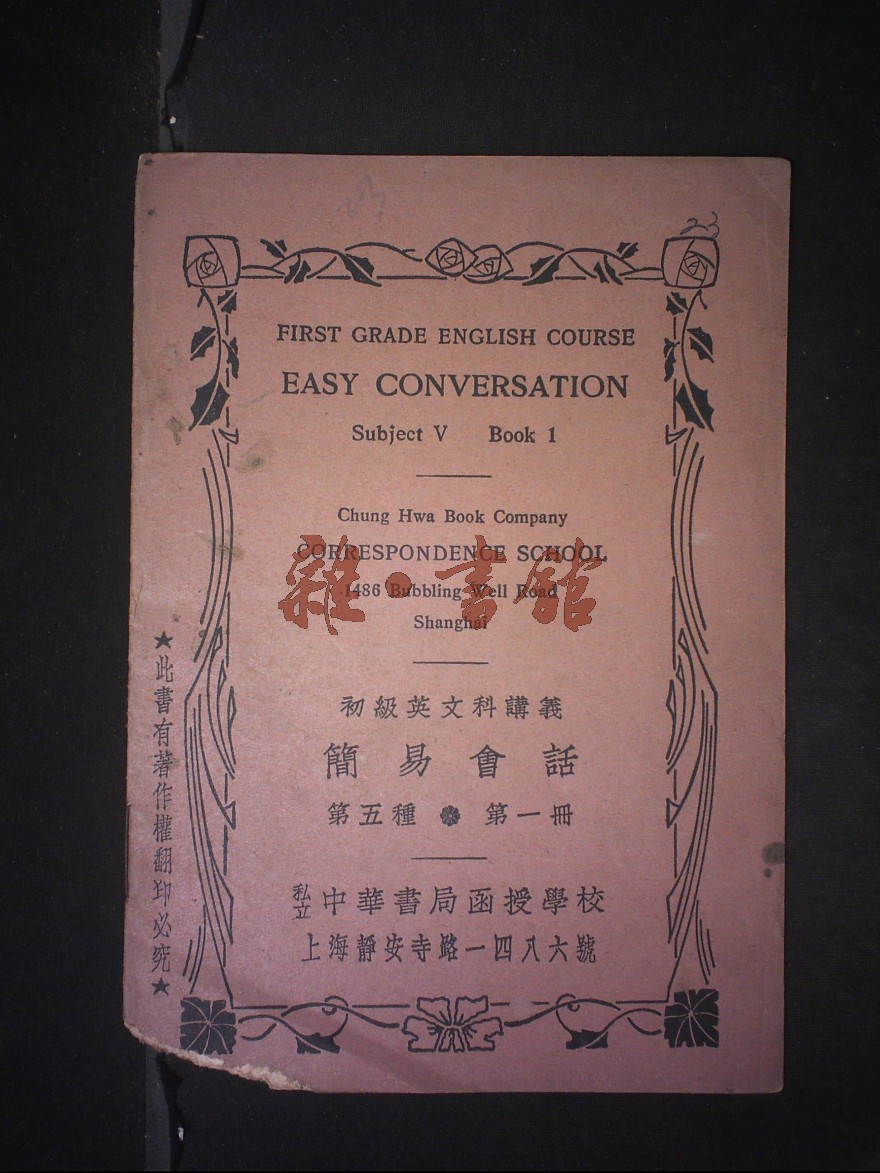 23
FIRST GRADE ENGLISH COURSE
EASY CONVERSATION
Subject V Book 1
Chung Hwa Book Company
CORRESPONDENCE SCHOOL
1486 Bubbling Well Road
Shanghai
雜·書館
初級英文科講義
簡易會話
第五種 第一冊
私立中華書局函授學校
上海靜安寺路一四八六號
★此書有著作權翻印必究★